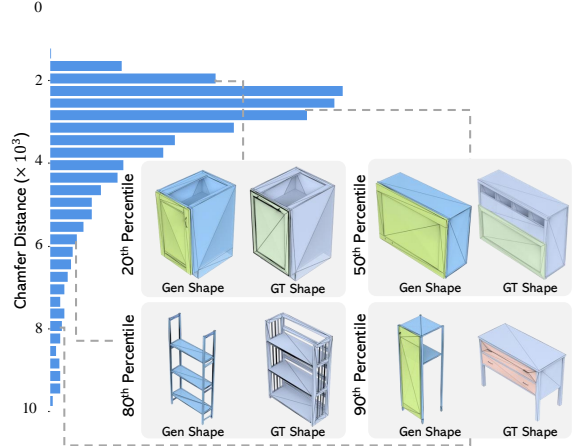 0
2
4
6
8
10
Chamfer Distance (× 10³)
20th Percentile
Gen Shape
GT Shape
50th Percentile
Gen Shape
GT Shape
80th Percentile
Gen Shape
GT Shape
90th Percentile
Gen Shape
GT Shape